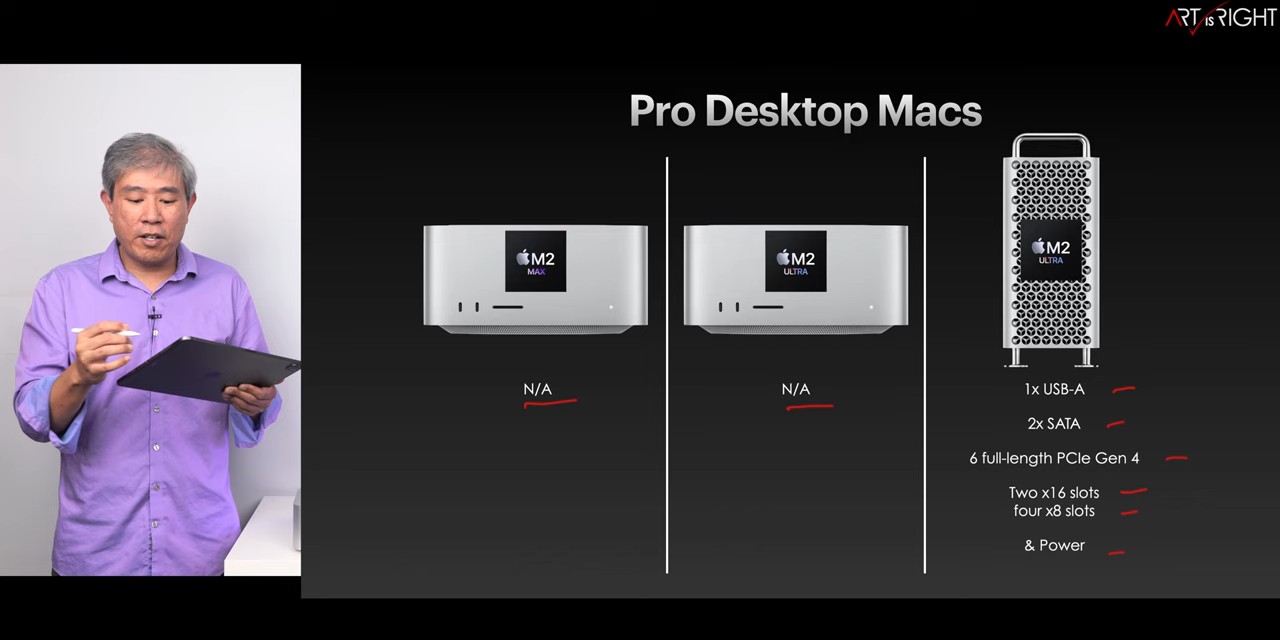 ART IS RIGHT
Pro Desktop Macs
M2
MAX
M2
ULTRA
M2
ULTRA
N/A
N/A
1x USB-A
2x SATA
6 full-length PCIe Gen 4
Two x16 slots
four x8 slots
& Power